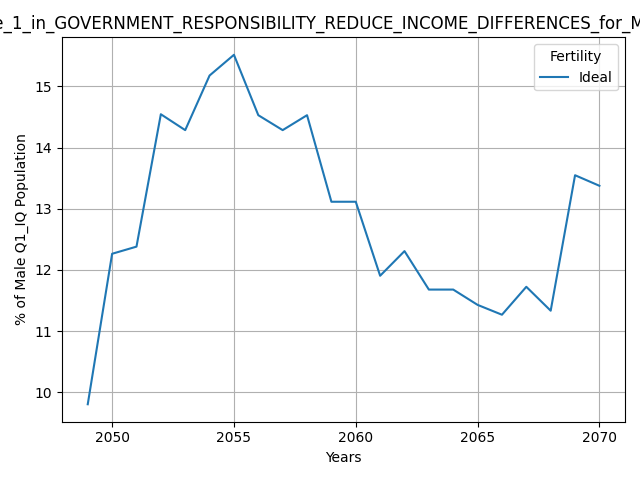 e_1_in_GOVERNMENT_RESPONSIBILITY_REDUCE_INCOME_DIFFERENCES_for_M
Fertility
Ideal
% of Male Q1_IQ Population
15
14
13
12
11
10
2050
2055
2060
2065
2070
Years